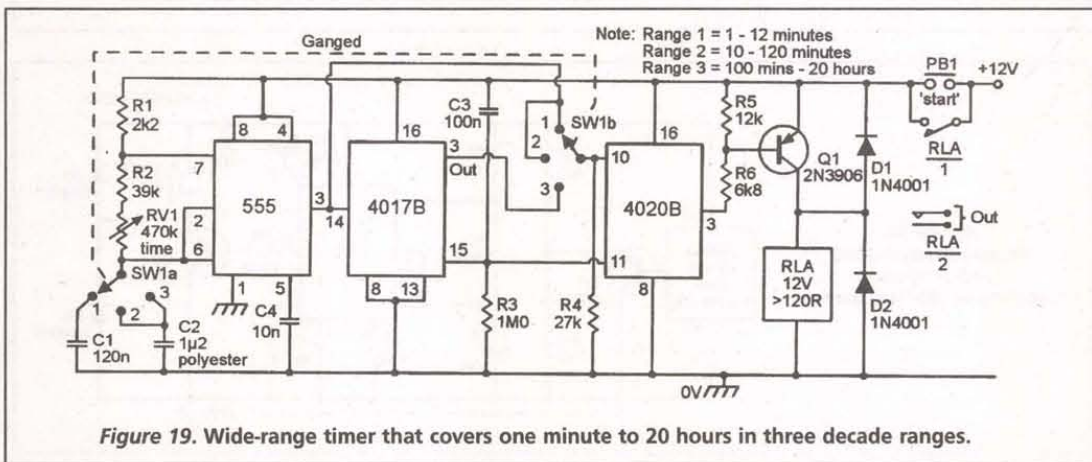 Ganged
Note: Range 1 = 1 - 12 minutes
Range 2 = 10 - 120 minutes
Range 3 = 100 mins - 20 hours
PB1
+12V
'start'
RLA
1
R1
2k2
R2
39k
RV1
470k
time
SW1a
1
2
3
C1
120n
C2
1µ2
polyester
8
4
7
2
6
555
3
1
5
C4
10n
16
14
4017B
3
Out
15
8
13
C3
100n
1
2
3
SW1b
R3
1M0
R4
27k
16
10
4020B
11
3
8
R5
12k
R6
6k8
Q1
2N3906
D1
1N4001
RLA
12V
>120R
D2
1N4001
Out
RLA
2
0V
Figure 19. Wide-range timer that covers one minute to 20 hours in three decade ranges.